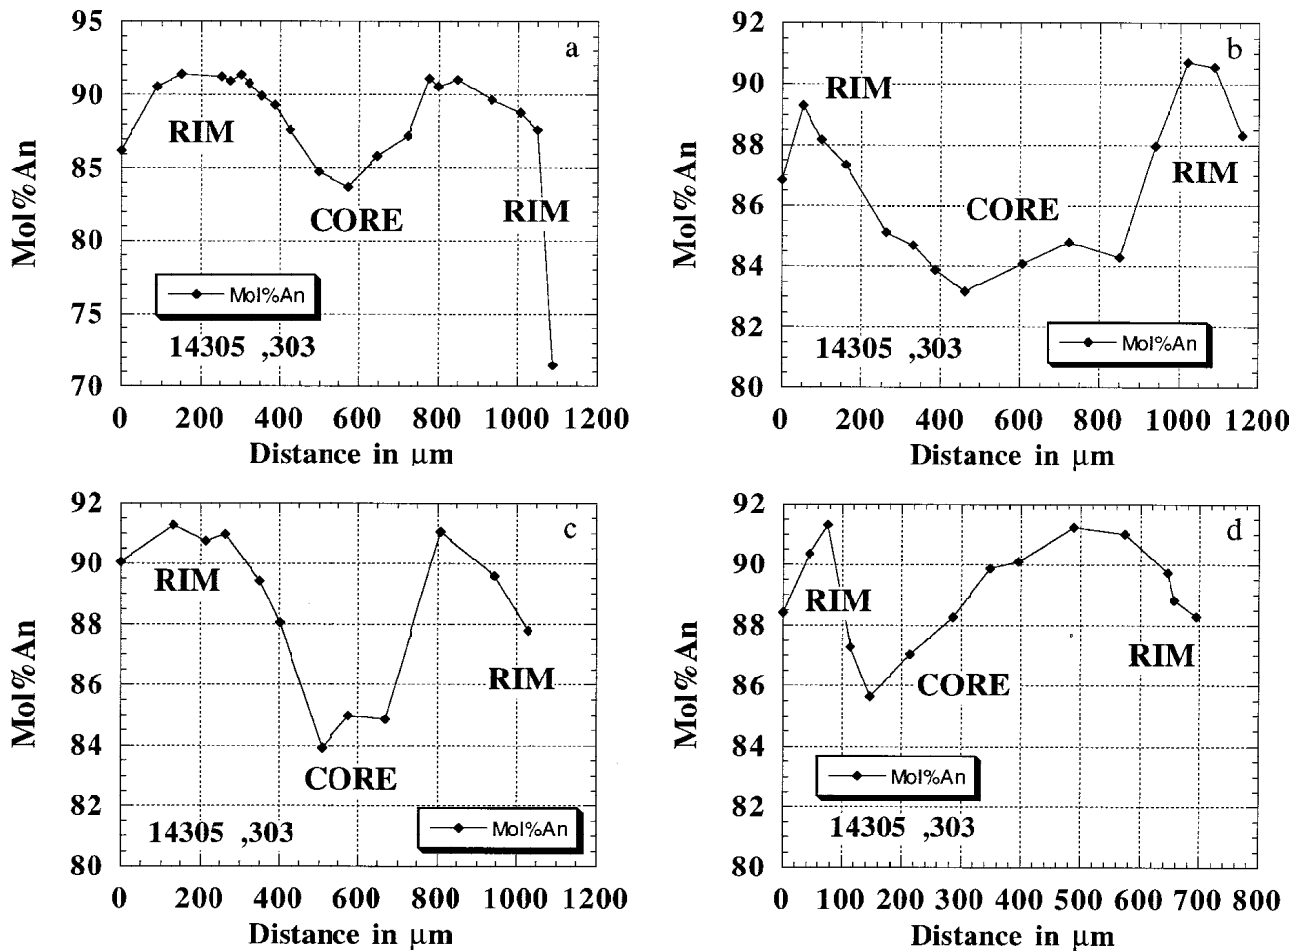 95
90
85
80
75
70
Mol%An
a
RIM
CORE
RIM
Mol%An
14305 ,303
0 200 400 600 800 1000 1200
Distance in μm
92
90
88
86
84
82
80
Mol%An
b
RIM
CORE
RIM
14305 ,303
Mol%An
0 200 400 600 800 1000 1200
Distance in μm
92
90
88
86
84
82
80
Mol%An
c
RIM
CORE
RIM
14305 ,303
Mol%An
0 200 400 600 800 1000 1200
Distance in μm
92
90
88
86
84
82
80
Mol%An
d
RIM
CORE
RIM
Mol%An
14305 ,303
0 100 200 300 400 500 600 700 800
Distance in μm